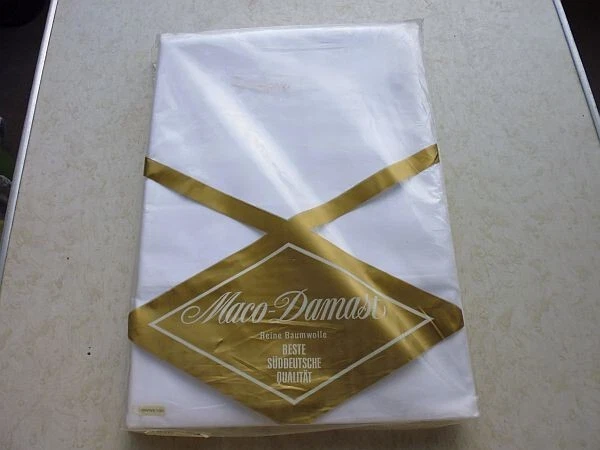 Maco-Damast
Reine Baumwolle
BESTE
SÜDDEUTSCHE
QUALITÄT